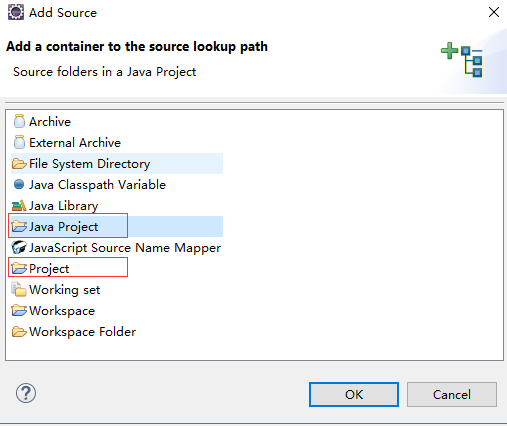 Add Source
Add a container to the source lookup path
Source folders in a Java Project
Archive
External Archive
File System Directory
Java Classpath Variable
Java Library
Java Project
JavaScript Source Name Mapper
Project
Working set
Workspace
Workspace Folder
?
OK Cancel